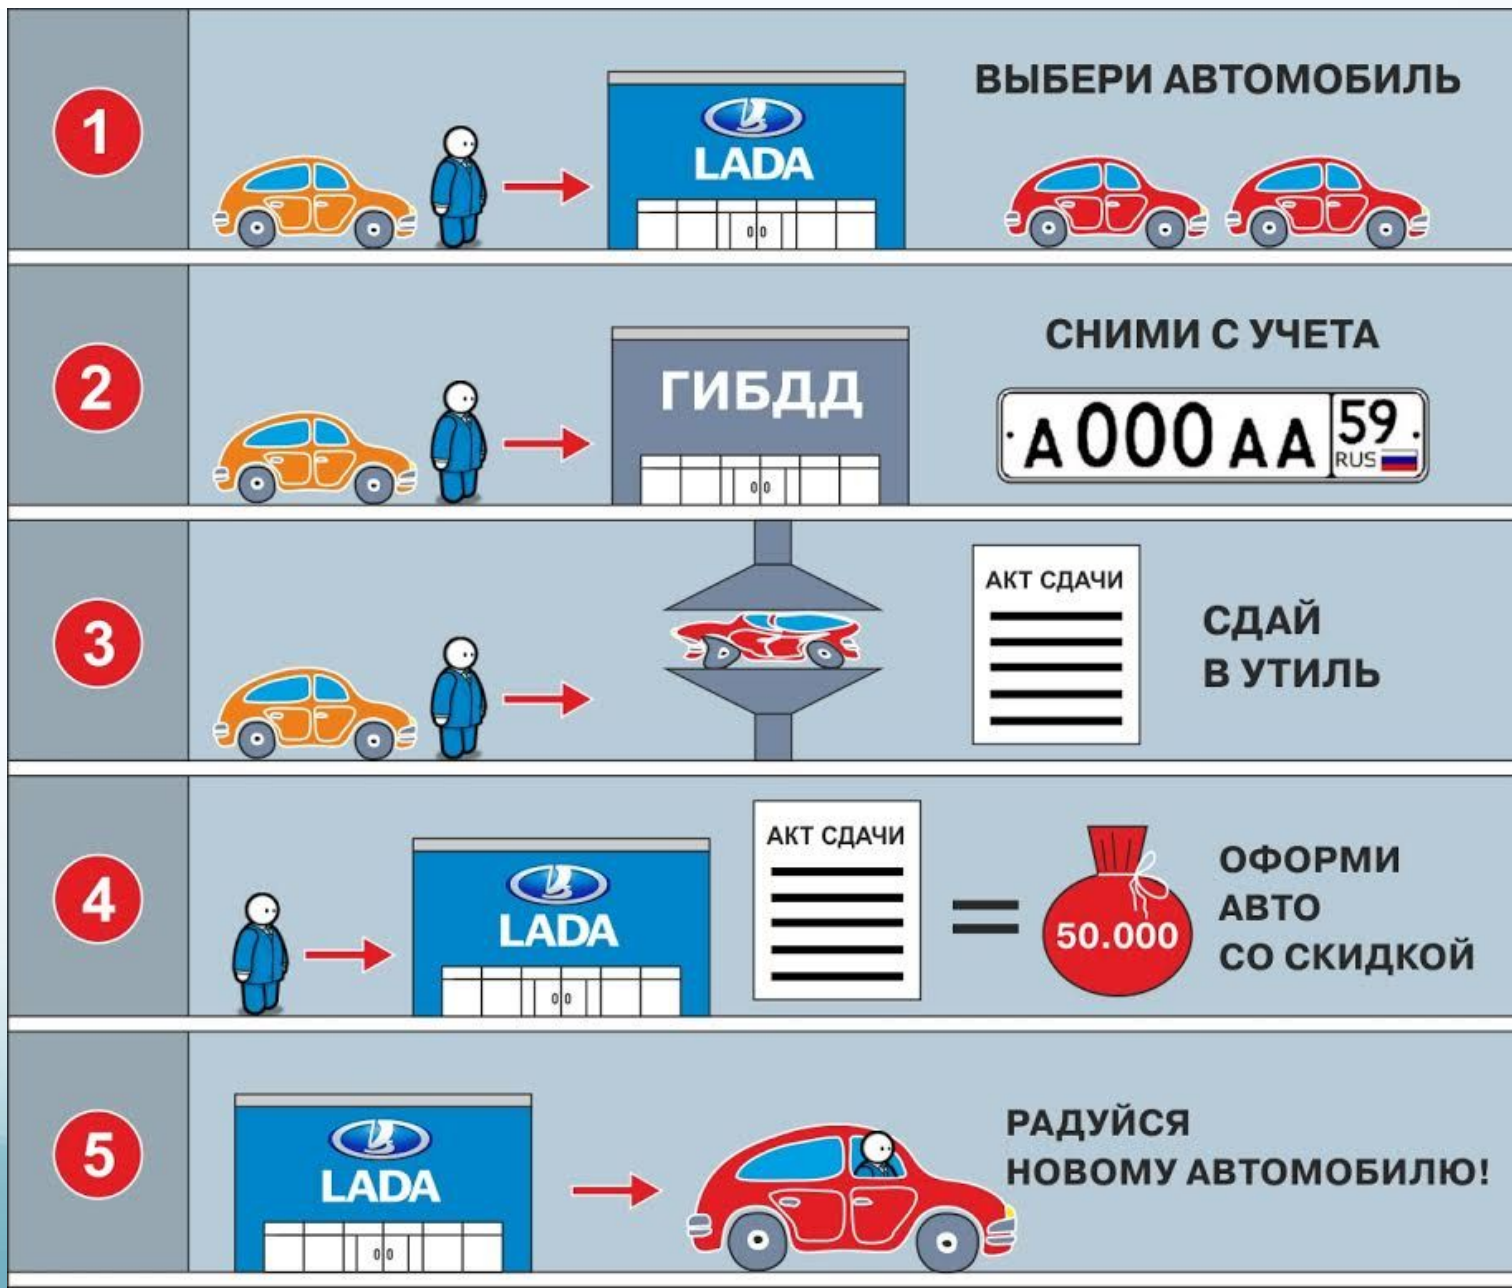 1
LADA
ВЫБЕРИ АВТОМОБИЛЬ
2
ГИБДД
СНИМИ С УЧЕТА
А 000 АА 59
RUS
3
АКТ СДАЧИ
СДАЙ
В УТИЛЬ
4
LADA
АКТ СДАЧИ
=
50.000
ОФОРМИ
АВТО
СО СКИДКОЙ
5
LADA
РАДУЙСЯ
НОВОМУ АВТОМОБИЛЮ!